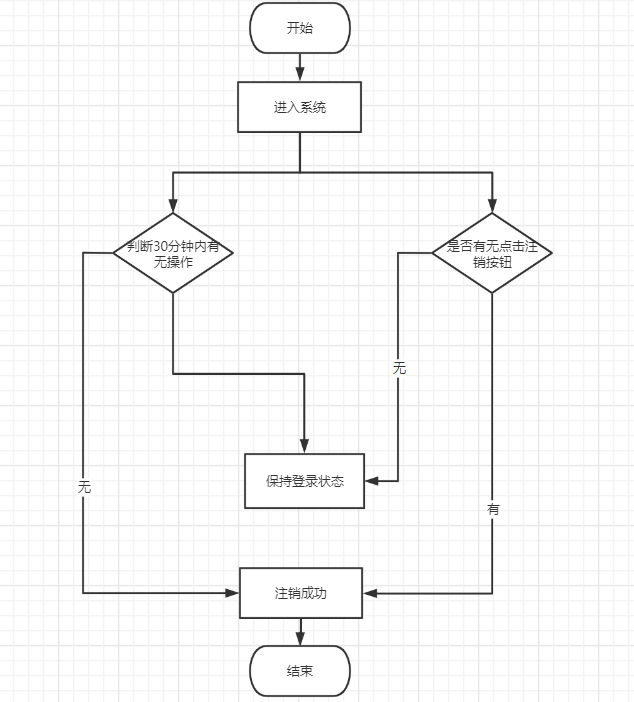 开始
进入系统
判断30分钟内有
无操作
是否有无点击注
销按钮
无
保持登录状态
无
有
注销成功
结束